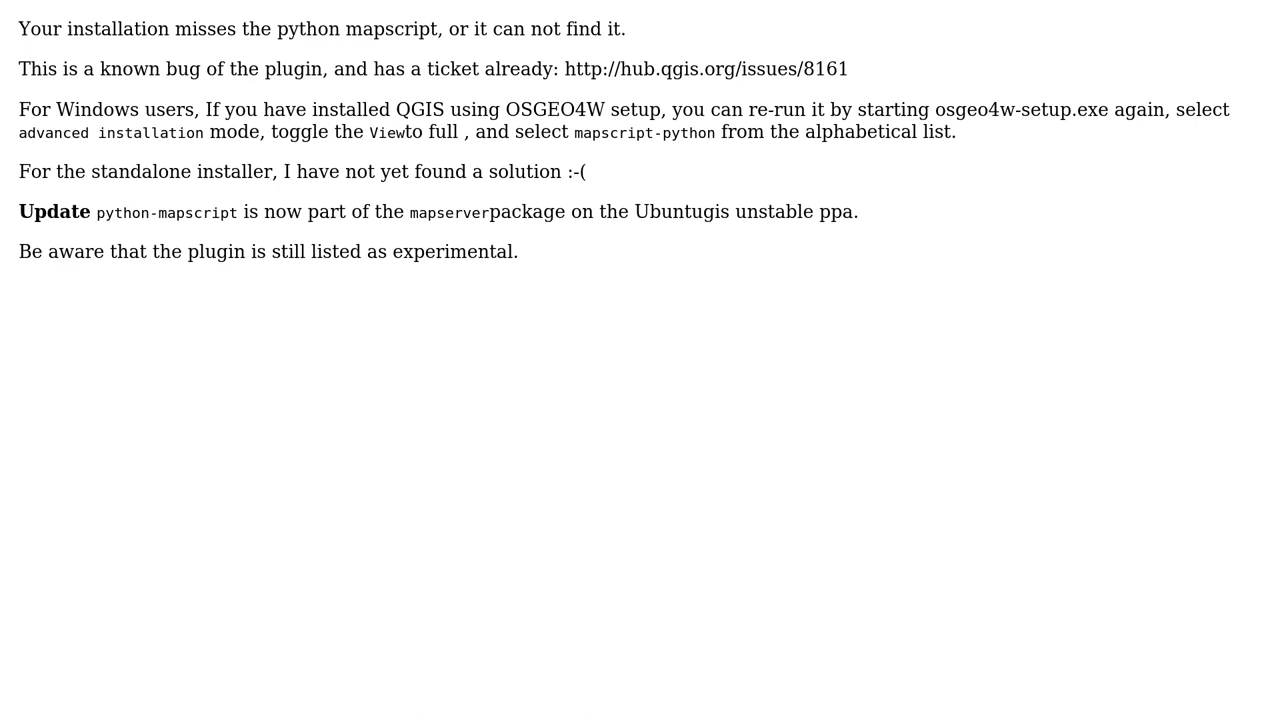 Your installation misses the python mapscript, or it can not find it.
This is a known bug of the plugin, and has a ticket already: http://hub.qgis.org/issues/8161
For Windows users, If you have installed QGIS using OSGEO4W setup, you can re-run it by starting osgeo4w-setup.exe again, select
advanced installation mode, toggle the Viewto full , and select mapscript-python from the alphabetical list.
For the standalone installer, I have not yet found a solution :-(
Update python-mapscript is now part of the mapserverpackage on the Ubuntugis unstable ppa.
Be aware that the plugin is still listed as experimental.